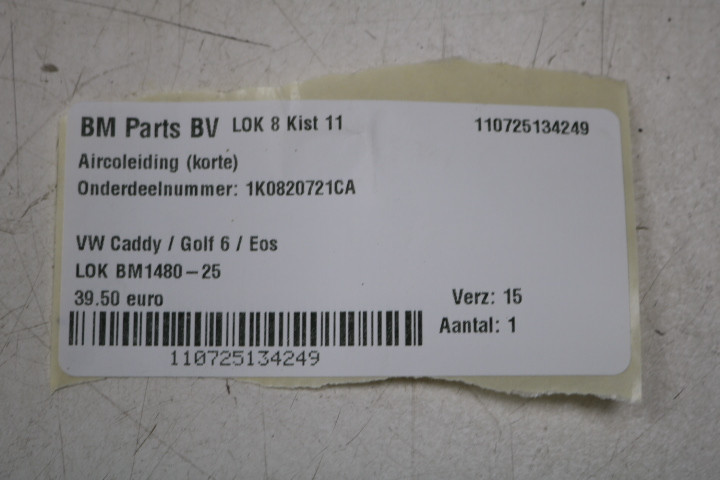 BM Parts BV LOK 8 Kist 11 110725134249
Aircoleiding (korte)
Onderdeelnummer: 1K0820721CA
VW Caddy / Golf 6 / Eos
LOK BM1480-25
39.50 euro Verz: 15
Aantal: 1
110725134249